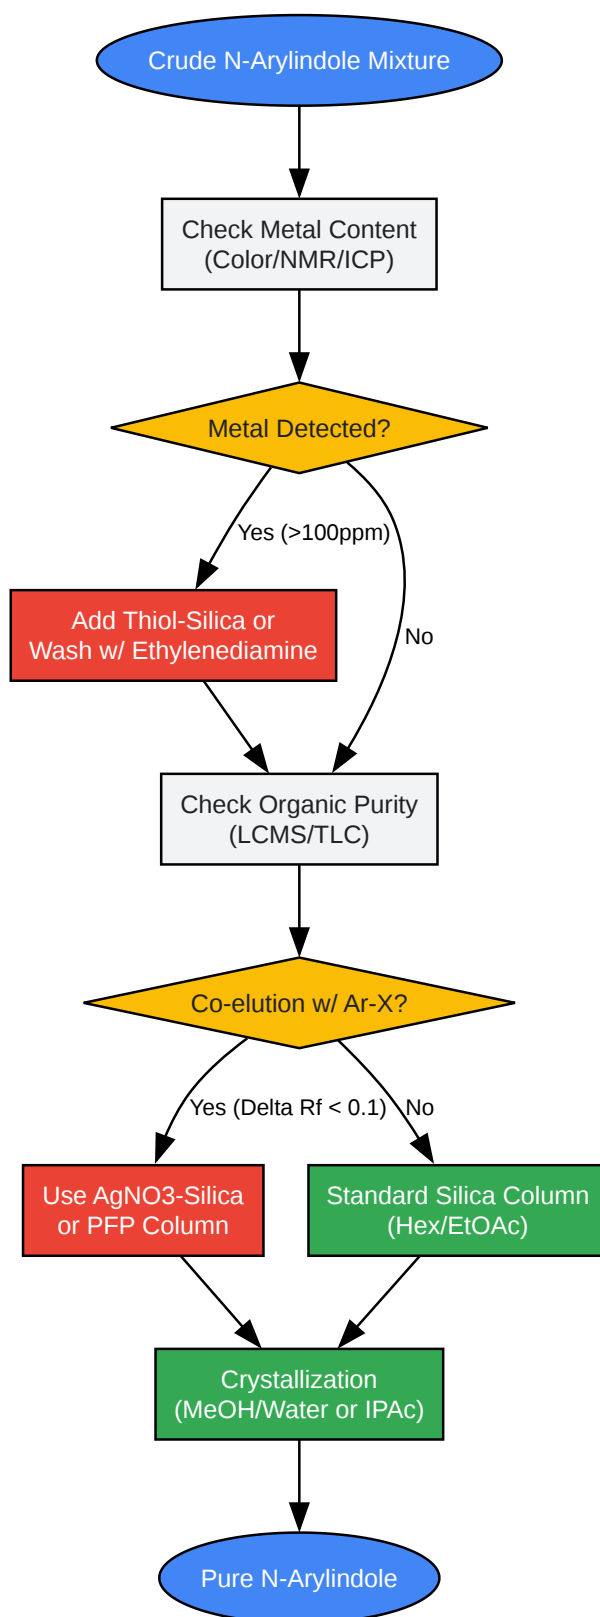 Crude N-Arylindole Mixture
Check Metal Content
(Color/NMR/ICP)
Metal Detected?
Yes (>100ppm)
Add Thiol-Silica or
Wash w/ Ethylenediamine
No
Check Organic Purity
(LCMS/TLC)
Co-elution w/ Ar-X?
Yes (Delta Rf < 0.1)
No
Use AgNO3-Silica
or PFP Column
Standard Silica Column
(Hex/EtOAc)
Crystallization
(MeOH/Water or IPAc)
Pure N-Arylindole